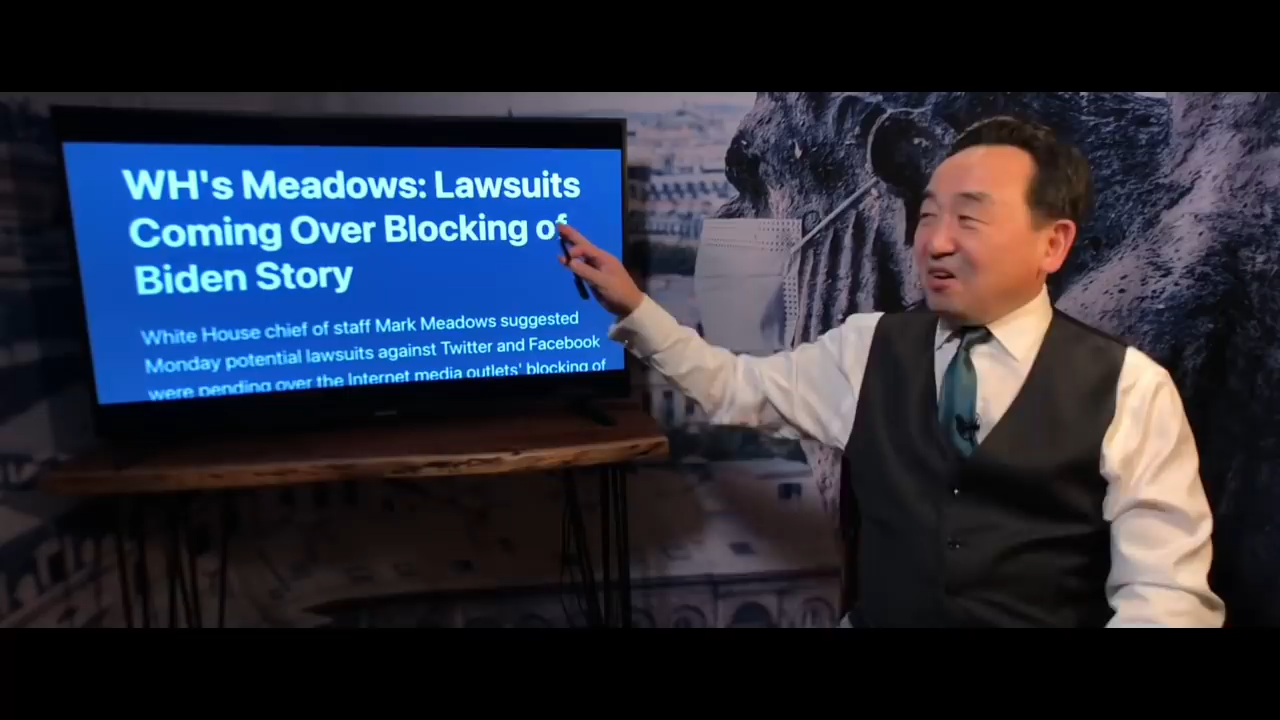 WH's Meadows: Lawsuits
Coming Over Blocking of
Biden Story
White House chief of staff Mark Meadows suggested
Monday potential lawsuits against Twitter and Facebook
were pending over the Internet media outlets' blocking of